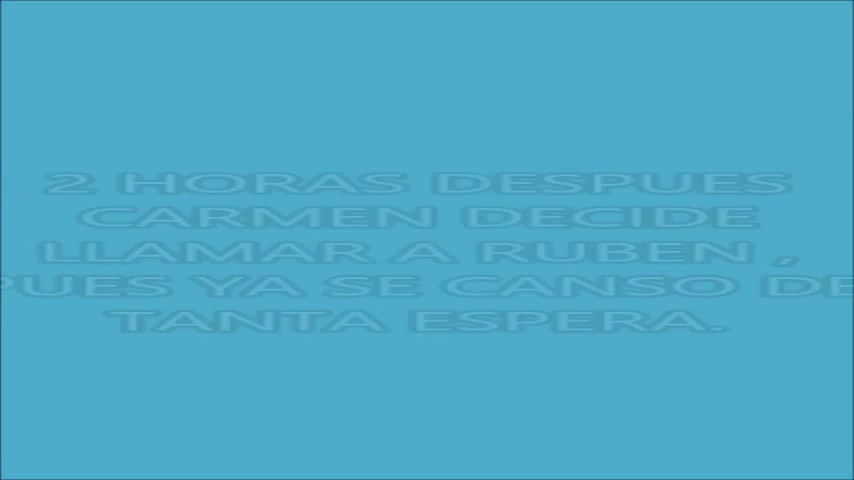 2 HORAS DESPUES
CARMEN DECIDE
LLAMAR A RUBEN ,
PUES YA SE CANSO DE
TANTA ESPERA.